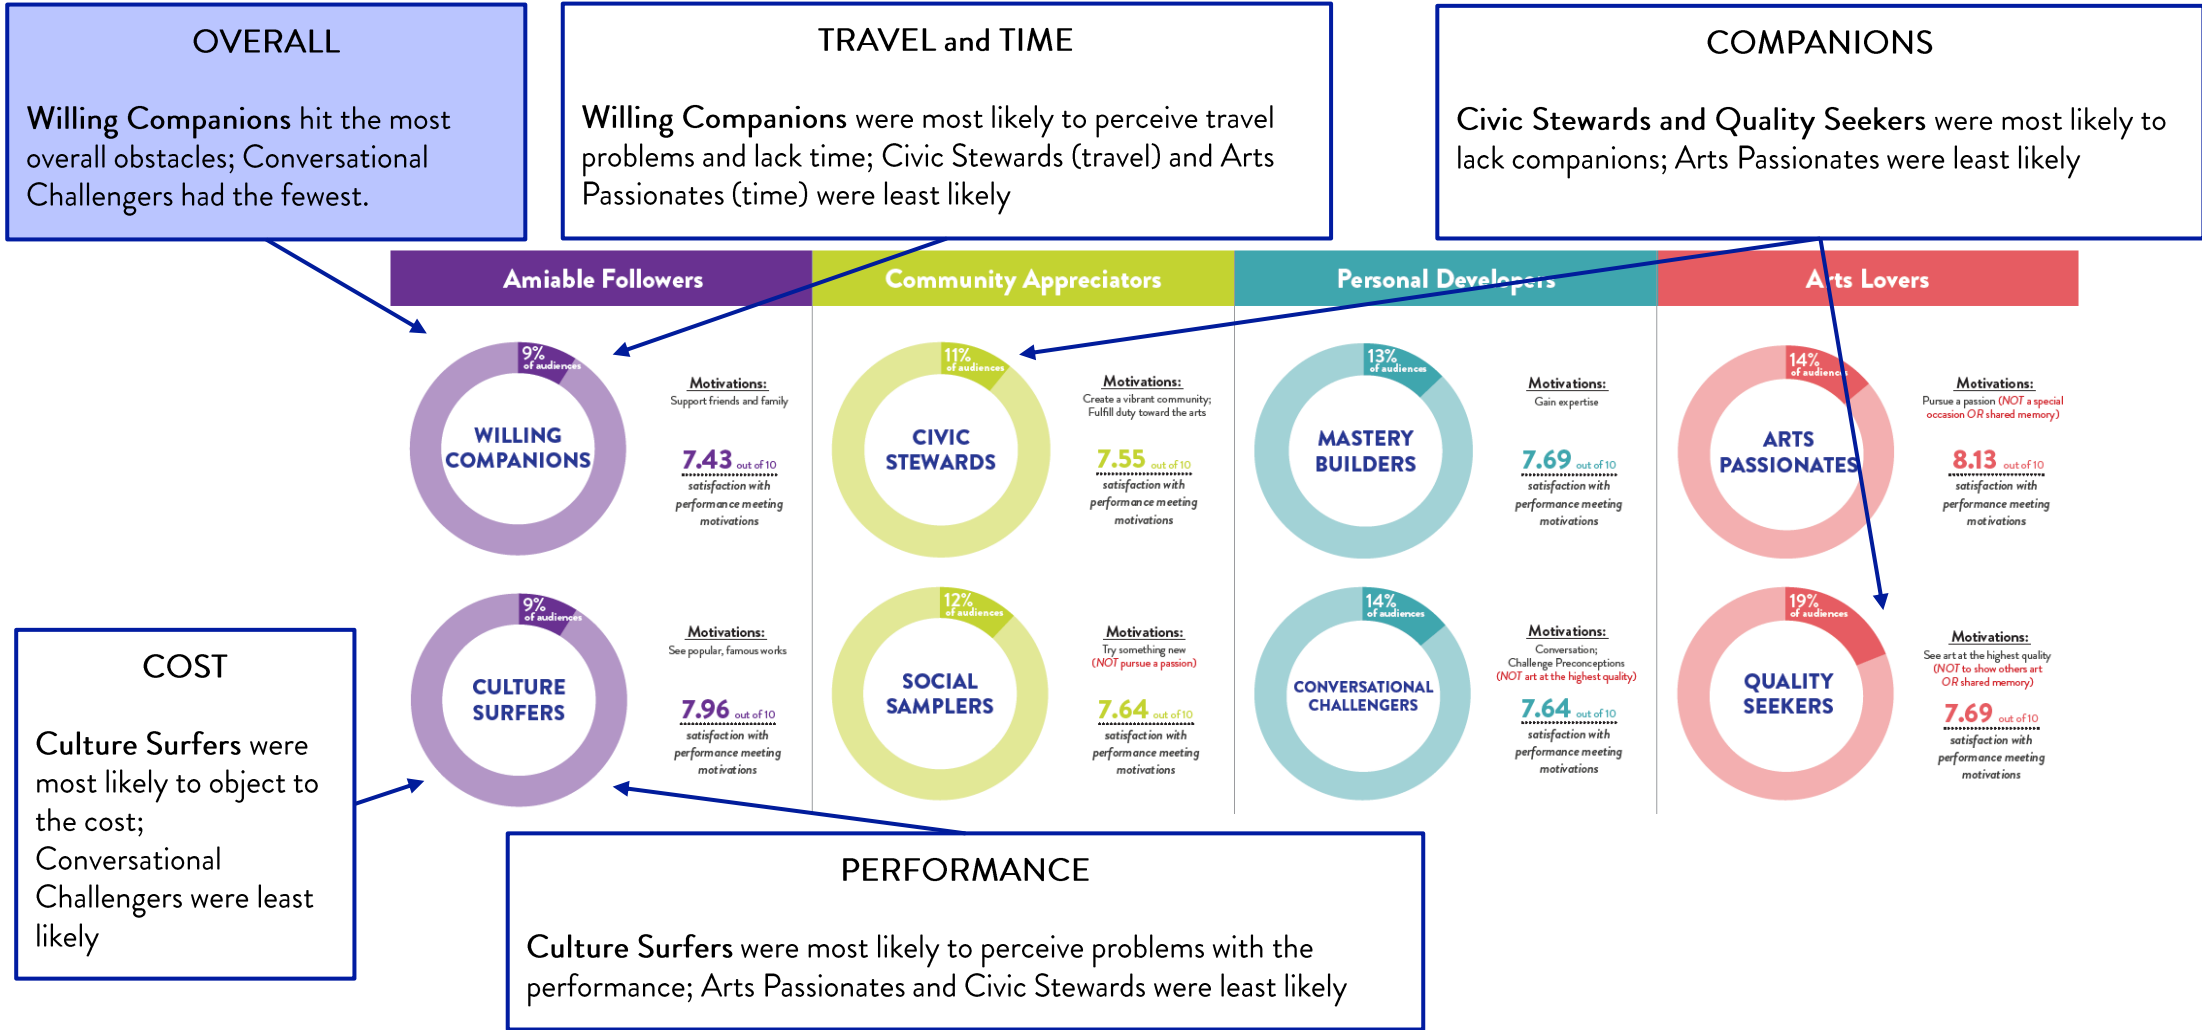 OVERALL
Willing Companions hit the most
overall obstacles; Conversational
Challengers had the fewest.
TRAVEL and TIME
Willing Companions were most likely to perceive travel
problems and lack time; Civic Stewards (travel) and Arts
Passionates (time) were least likely
COMPANIONS
Civic Stewards and Quality Seekers were most likely to
lack companions; Arts Passionates were least likely
Amiable Followers
Community Appreciators
Personal Developers
Arts Lovers
9%
of audiences
WILLING
COMPANIONS
Motivations:
Support friends and family
7.43 out of 10
satisfaction with
performance meeting
motivations
11%
of audiences
CIVIC
STEWARDS
Motivations:
Create a vibrant community;
Fulfill duty toward the arts
7.55 out of 10
satisfaction with
performance meeting
motivations
13%
of audiences
MASTERY
BUILDERS
Motivations:
Gain expertise
7.69 out of 10
satisfaction with
performance meeting
motivations
14%
of audiences
ARTS
PASSIONATES
Motivations:
Pursue a passion (NOT a special
occasion OR shared memory)
8.13 out of 10
satisfaction with
performance meeting
motivations
9%
of audiences
CULTURE
SURFERS
Motivations:
See popular, famous works
7.96 out of 10
satisfaction with
performance meeting
motivations
12%
of audiences
SOCIAL
SAMPLERS
Motivations:
Try something new
(NOT pursue a passion)
7.64 out of 10
satisfaction with
performance meeting
motivations
14%
of audiences
CONVERSATIONAL
CHALLENGERS
Motivations:
Conversation;
Challenge Preconceptions
(NOT art at the highest quality)
7.64 out of 10
satisfaction with
performance meeting
motivations
19%
of audiences
QUALITY
SEEKERS
Motivations:
See art at the highest quality
(NOT to show others art
OR shared memory)
7.69 out of 10
satisfaction with
performance meeting
motivations
COST
Culture Surfers were
most likely to object to
the cost;
Conversational
Challengers were least
likely
PERFORMANCE
Culture Surfers were most likely to perceive problems with the
performance; Arts Passionates and Civic Stewards were least likely